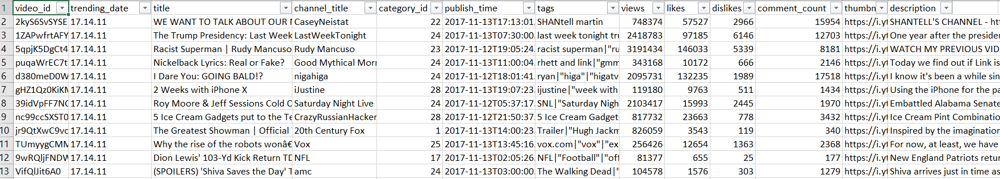 1 video_id trending_date title channel_title category_id publish_time tags views likes dislikes comment_count thumbn description
2 2kyS6SvSYSE 17.14.11 WE WANT TO TALK ABOUT OUR M CaseyNeistat 22 2017-11-13T17:13:01. SHANtell martin 748374 57527 2966 15954 https://i.yt SHANTELL'S CHANNEL - ht
3 1ZAPwfrtAFY 17.14.11 The Trump Presidency: Last Week LastWeekTonight 24 2017-11-13T07:30:00. last week tonight tru 2418783 97185 6146 12703 https://i.yt One year after the preside
4 5qpjK5DgCt4 17.14.11 Racist Superman | Rudy Mancuso Rudy Mancuso 23 2017-11-12T19:05:24. racist superman|"ru 3191434 146033 5339 8181 https://i.yt WATCH MY PREVIOUS VID
5 puqaWrEC7t 17.14.11 Nickelback Lyrics: Real or Fake? Good Mythical Morr 24 2017-11-13T11:00:04. rhett and link|"gmm 343168 10172 666 2146 https://i.yt Today we find out if Link is
6 d380meD0W 17.14.11 I Dare You: GOING BALD!? nigahiga 24 2017-11-12T18:01:41. ryan|"higa"|"higatv 2095731 132235 1989 17518 https://i.yt I know it's been a while sin
7 gHZ1Qz0KiKM 17.14.11 2 Weeks with iPhone X iJustine 28 2017-11-13T19:07:23. ijustine|"week with 119180 9763 511 1434 https://i.yt Using the iPhone for the pa
8 39idVpFF7NQ 17.14.11 Roy Moore & Jeff Sessions Cold O Saturday Night Live 24 2017-11-12T05:37:17. SNL|"Saturday Nigh 2103417 15993 2445 1970 https://i.yt Embattled Alabama Senate
9 nc99ccSXST0 17.14.11 5 Ice Cream Gadgets put to the Te CrazyRussianHacker 28 2017-11-12T21:50:37. 5 Ice Cream Gadget 817732 23663 778 3432 https://i.yt Ice Cream Pint Combinatio
10 jr9QtXwC9vc 17.14.11 The Greatest Showman | Official 20th Century Fox 1 2017-11-13T14:00:23. Trailer|"Hugh Jackm 826059 3543 119 340 https://i.yt Inspired by the imagination
11 TUmyygCMM 17.14.11 Why the rise of the robots wonâ€ Vox 25 2017-11-13T13:45:16. vox.com|"vox"|"ex 256426 12654 1363 2368 https://i.yt For now, at least, we have
12 9wRQljFNDW 17.14.11 Dion Lewis' 103-Yd Kick Return TD NFL 17 2017-11-13T02:05:26. NFL|"Football"|"off 81377 655 25 177 https://i.yt New England Patriots retur
13 VifQlJit6A0 17.14.11 (SPOILERS) 'Shiva Saves the Day' T amc 24 2017-11-13T03:00:00. The Walking Dead|" 104578 1576 303 1279 https://i.yt Shiva arrives just in time as